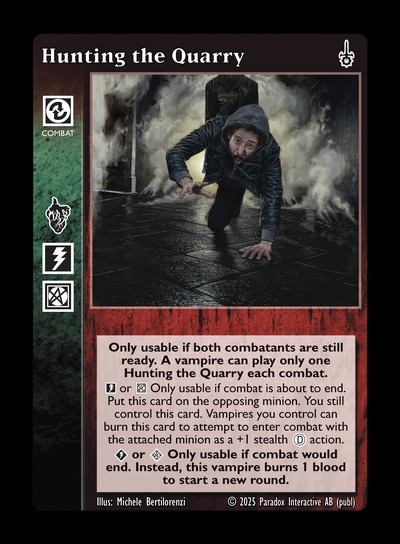 Hunting the Quarry
COMBAT
Only usable if both combatants are still
ready. A vampire can play only one
Hunting the Quarry each combat.
or Only usable if combat is about to end.
Put this card on the opposing minion. You still
control this card. Vampires you control can
burn this card to attempt to enter combat with
the attached minion as a +1 stealth D action.
or Only usable if combat would
end. Instead, this vampire burns 1 blood
to start a new round.
Illus: Michele Bertilorenzi © 2025 Paradox Interactive AB (publ)